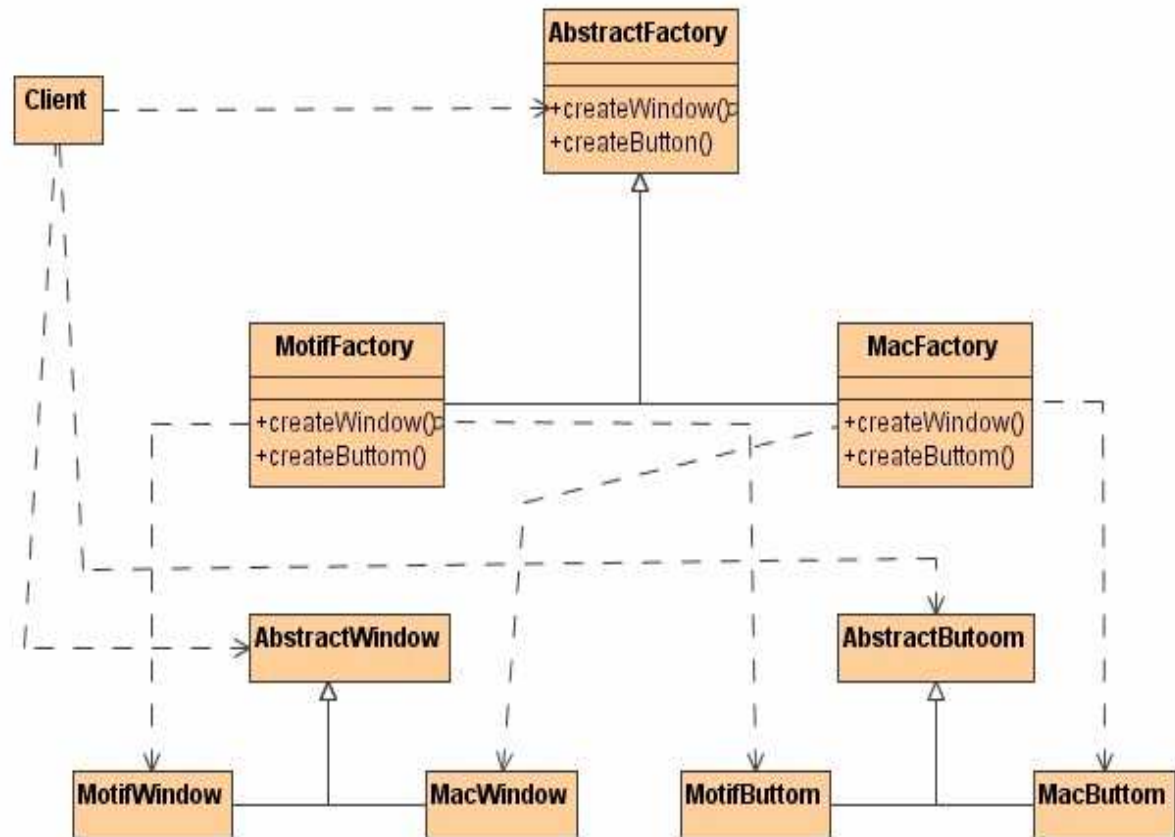 AbstractFactory
Client
+createWindow()
+createButton()
MotifFactory
+createWindow()
+createButtom()
MacFactory
+createWindow()
+createButtom()
AbstractWindow
AbstractButoom
MotifWindow
MacWindow
MotifButtom
MacButtom